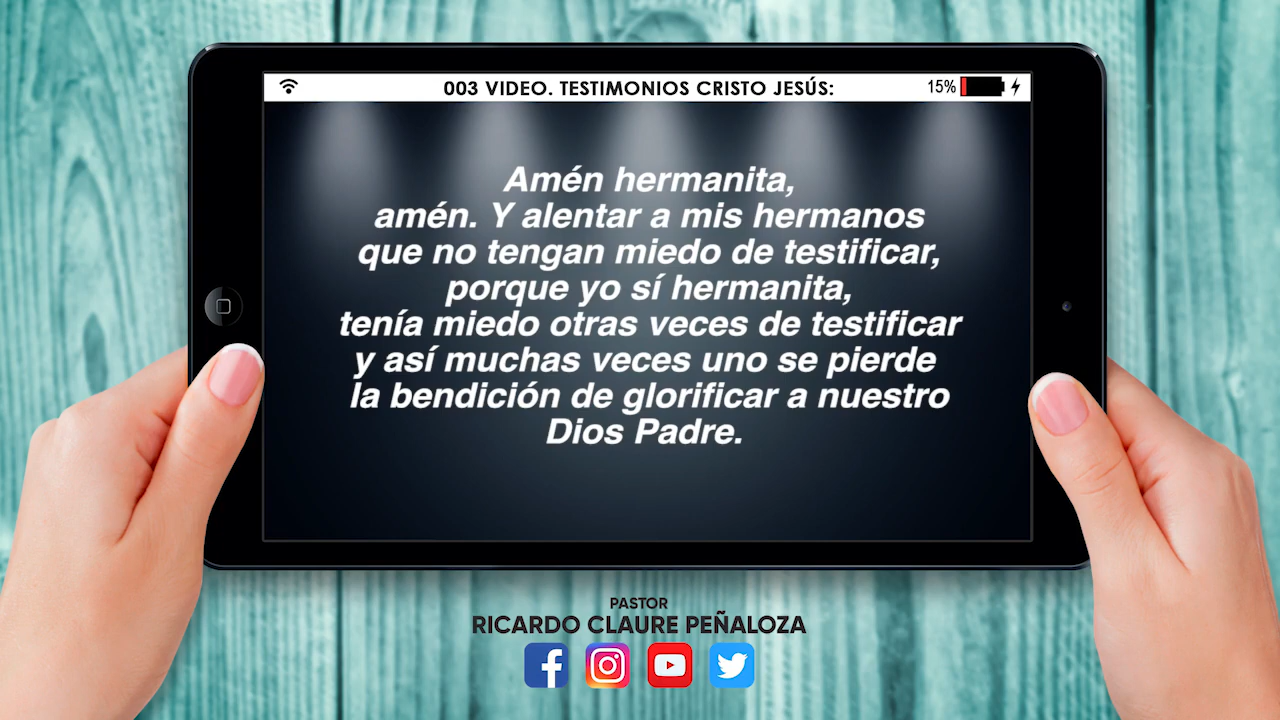 003 VIDEO. TESTIMONIOS CRISTO JESÚS:
15%
Amén hermanita,
amén. Y alentar a mis hermanos
que no tengan miedo de testificar,
porque yo sí hermanita,
tenía miedo otras veces de testificar
y así muchas veces uno se pierde
la bendición de glorificar a nuestro
Dios Padre.
PASTOR
RICARDO CLAURE PEÑALOZA